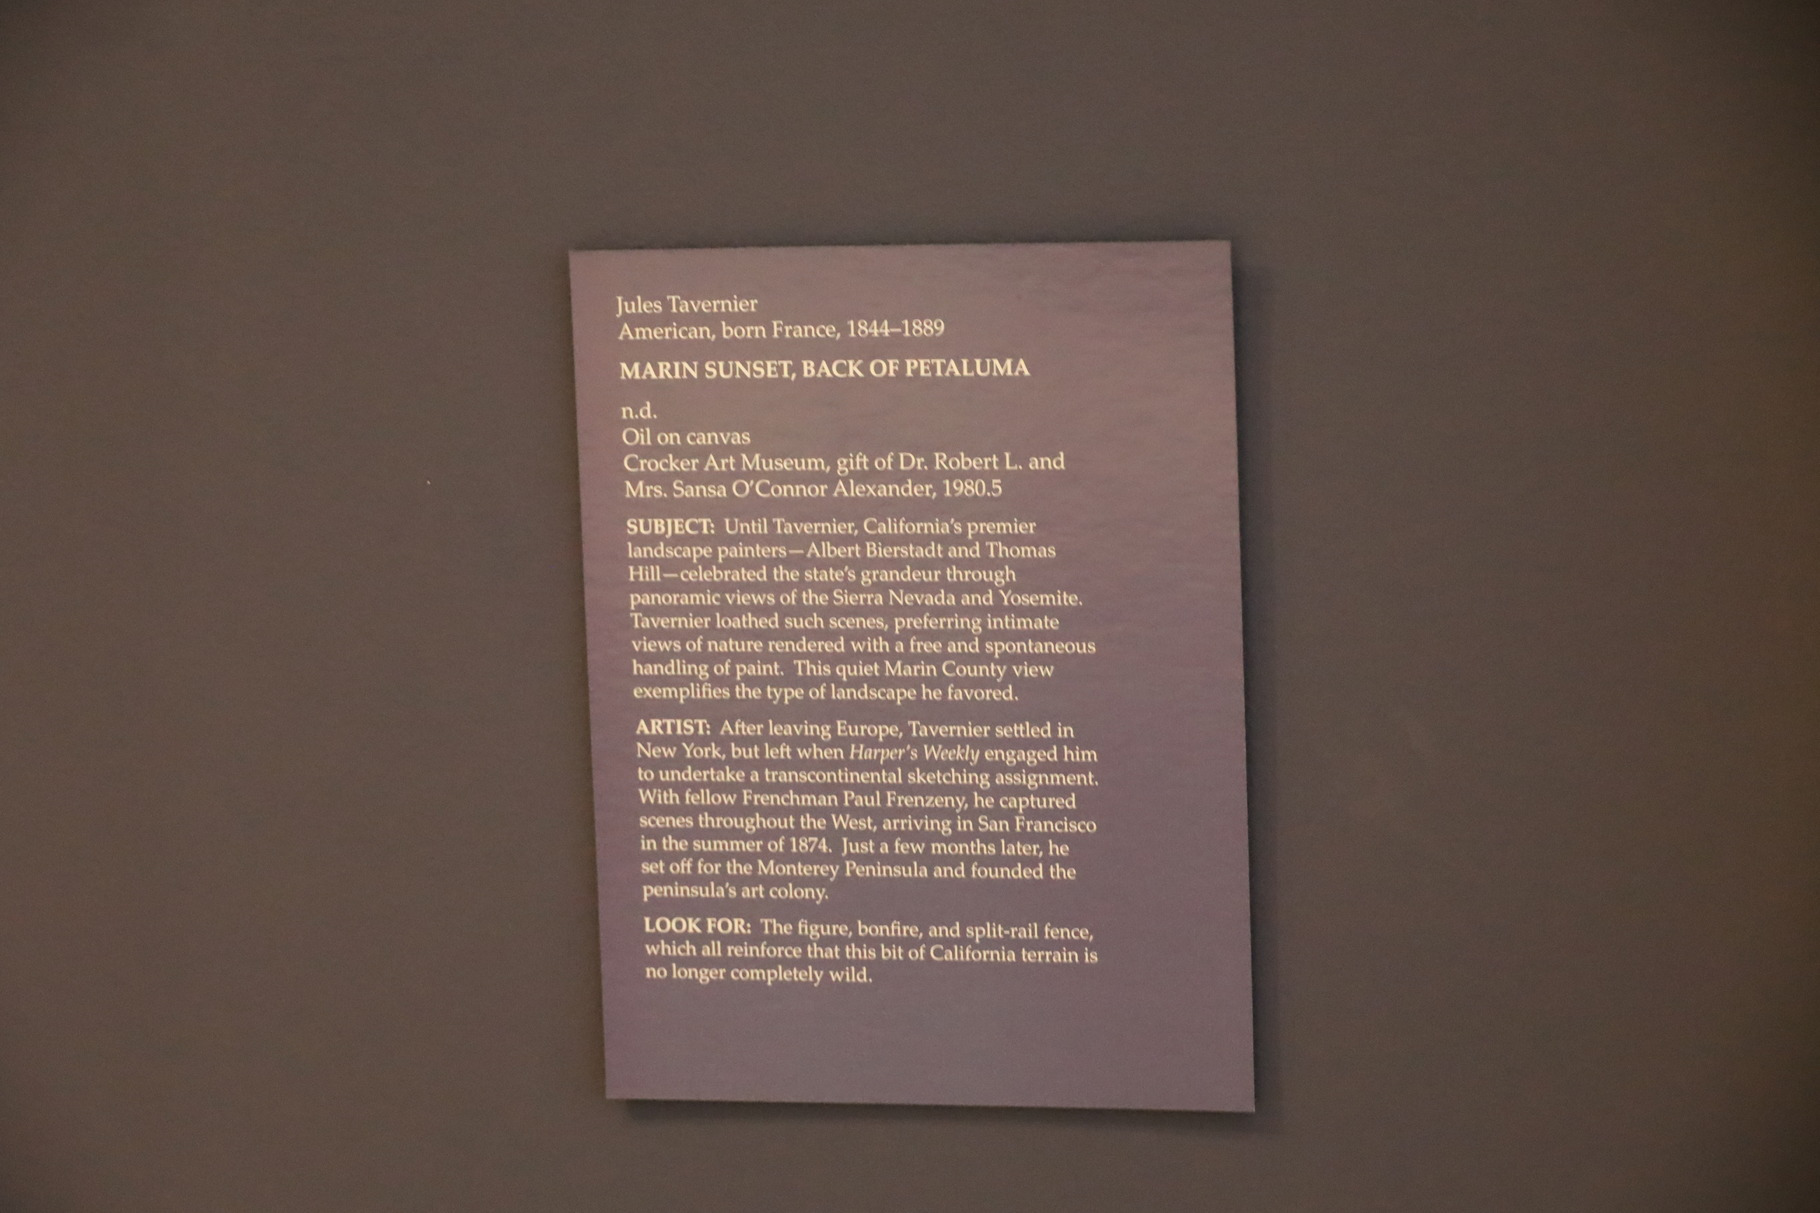 Jules Tavernier
American, born France, 1844–1889
MARIN SUNSET, BACK OF PETALUMA
n.d.
Oil on canvas
Crocker Art Museum, gift of Dr. Robert L. and
Mrs. Sansa O’Connor Alexander, 1980.5
SUBJECT: Until Tavernier, California’s premier
landscape painters—Albert Bierstadt and Thomas
Hill—celebrated the state’s grandeur through
panoramic views of the Sierra Nevada and Yosemite.
Tavernier loathed such scenes, preferring intimate
views of nature rendered with a free and spontaneous
handling of paint. This quiet Marin County view
exemplifies the type of landscape he favored.
ARTIST: After leaving Europe, Tavernier settled in
New York, but left when Harper’s Weekly engaged him
to undertake a transcontinental sketching assignment.
With fellow Frenchman Paul Frenzeny, he captured
scenes throughout the West, arriving in San Francisco
in the summer of 1874. Just a few months later, he
set off for the Monterey Peninsula and founded the
peninsula’s art colony.
LOOK FOR: The figure, bonfire, and split-rail fence,
which all reinforce that this bit of California terrain is
no longer completely wild.